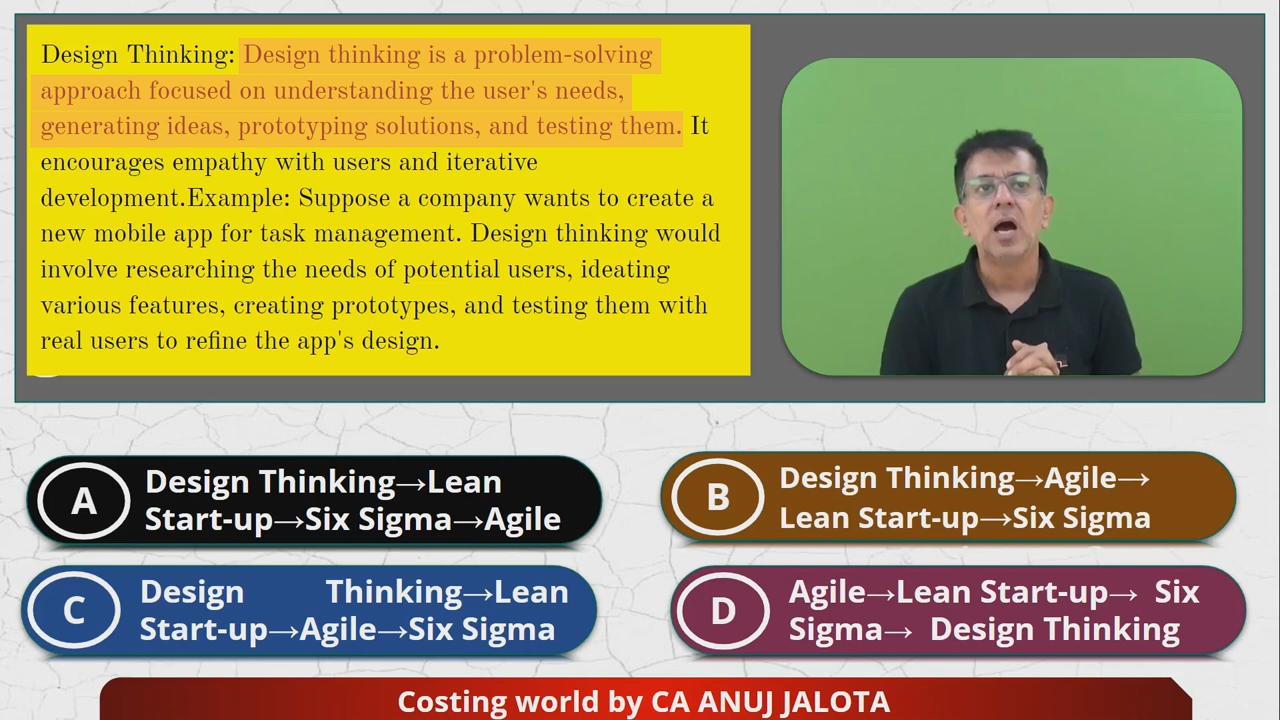 Design Thinking: Design thinking is a problem-solving
approach focused on understanding the user's needs,
generating ideas, prototyping solutions, and testing them. It
encourages empathy with users and iterative
development.Example: Suppose a company wants to create a
new mobile app for task management. Design thinking would
involve researching the needs of potential users, ideating
various features, creating prototypes, and testing them with
real users to refine the app's design.
A
Design Thinking→Lean
Start-up→Six Sigma→Agile
B
Design Thinking→Agile→
Lean Start-up→Six Sigma
C
Design Thinking→Lean
Start-up→Agile→Six Sigma
D
Agile→Lean Start-up→ Six
Sigma→ Design Thinking
Costing world by CA ANUJ JALOTA